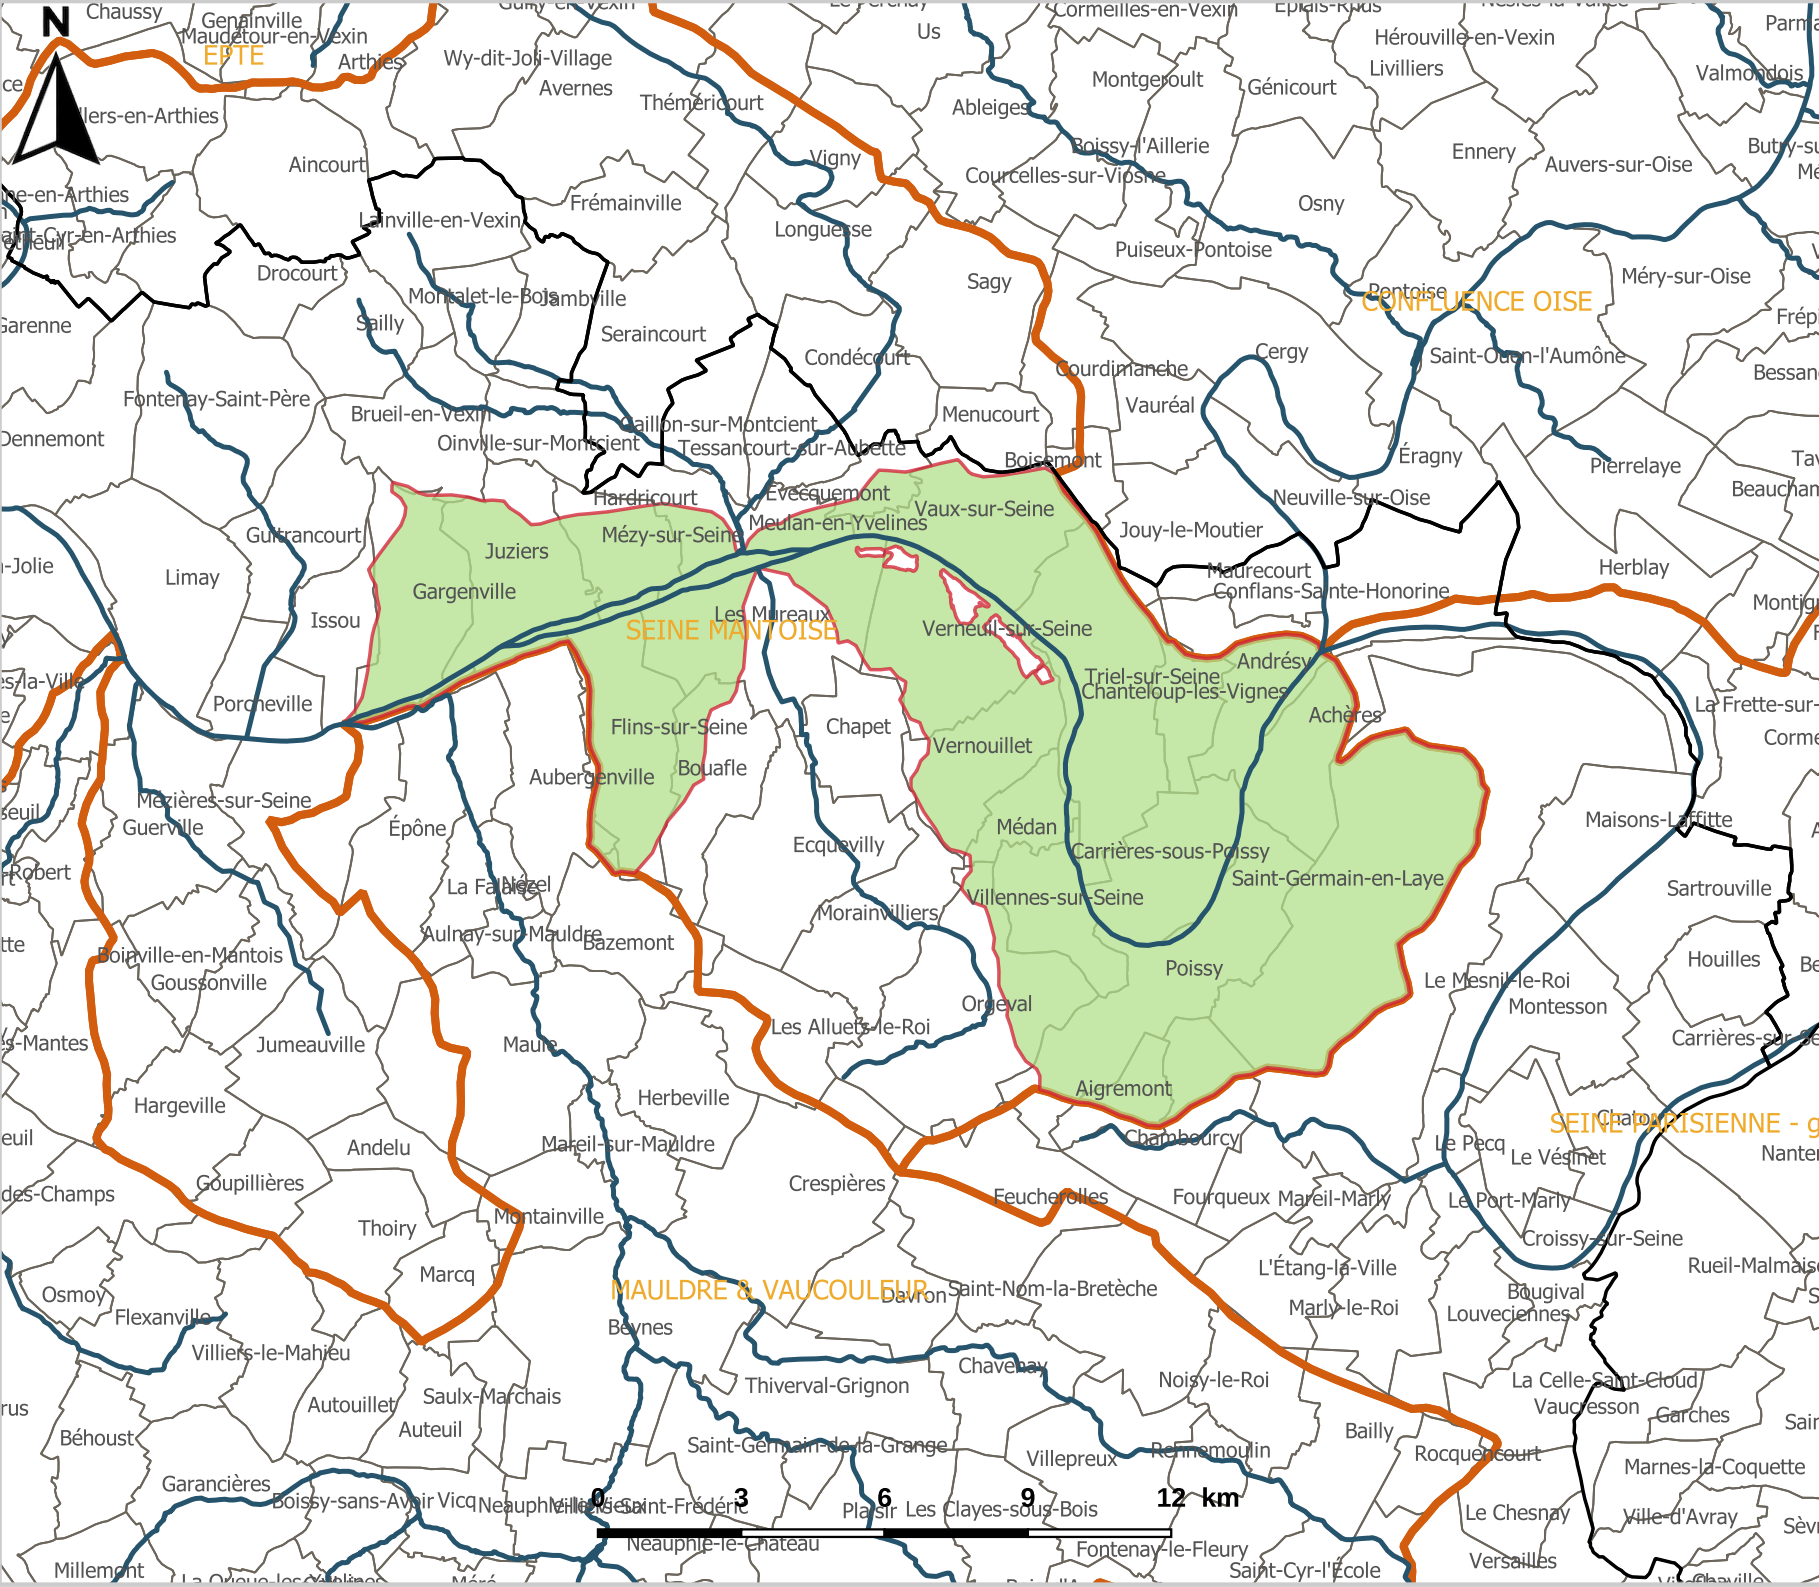 N
Chaussy
Genainville
Maudétour-en-Vexin
EPTE
Arthies
Wy-dit-Joli-Village
Avernes
Théméricourt
Us
Cormeilles-en-Vexin
Hérouville-en-Vexin
Livilliers
Montgeroult
Génicourt
Valmondois
Ableiges
Boissy-l'Aillerie
Courcelles-sur-Viosne
Ennery
Auvers-sur-Oise
Aincourt
Vigny
Lainville-en-Vexin
Frémainville
Longuesse
Osny
Puiseux-Pontoise
Drocourt
Sagy
Méry-sur-Oise
Montalet-le-Bois
Jambville
Pontoise
CONFLUENCE OISE
Sailly
Seraincourt
Condécourt
Cergy
Saint-Ouen-l'Aumône
Courdimanche
Fontenay-Saint-Père
Brueil-en-Vexin
Vauréal
Menucourt
Gaillon-sur-Montcient
Dennemont
Oinville-sur-Montcient
Tessancourt-sur-Aubette
Boisemont
Éragny
Pierrelaye
Hardricourt
Évecquemont
Neuville-sur-Oise
Vaux-sur-Seine
Meulan-en-Yvelines
Guitrancourt
Mézy-sur-Seine
Jouy-le-Moutier
Juziers
Limay
Maurecourt
Herblay
Gargenville
Conflans-Sainte-Honorine
Issou
Les Mureaux
SEINE MANTOISE
Verneuil-sur-Seine
Andrésy
Triel-sur-Seine
Chanteloup-les-Vignes
Porcheville
Achères
Flins-sur-Seine
Chapet
Vernouillet
Bouafle
Aubergenville
Mézières-sur-Seine
Guerville
Épône
Médan
Maisons-Laffitte
Ecquevilly
Carrières-sous-Poissy
Saint-Germain-en-Laye
La Falaise
Nézel
Sartrouville
Villennes-sur-Seine
Morainvilliers
Aulnay-sur-Mauldre
Bazemont
Boinville-en-Mantois
Goussonville
Poissy
Houilles
Le Mesnil-le-Roi
Montesson
Orgeval
Les Alluets-le-Roi
Jumeauville
Maule
Aigremont
Herbeville
Hargeville
Chatou
SEINE PARISIENNE - g
Chambourcy
Mareil-sur-Mauldre
Andelu
Le Pecq
Le Vésinet
Crespières
Goupillières
Feucherolles
Fourqueux
Mareil-Marly
Le Port-Marly
Montainville
Thoiry
Croissy-sur-Seine
Marcq
L'Étang-la-Ville
MAULDRE & VAUCOULEUR
Davron
Saint-Nom-la-Bretèche
Osmoy
Bougival
Marly-le-Roi
Louveciennes
Flexanville
Beynes
Villiers-le-Mahieu
Chavenay
Noisy-le-Roi
La Celle-Saint-Cloud
Thiverval-Grignon
Saulx-Marchais
Autouillet
Vaucresson
Garches
Auteuil
Bailly
Béhoust
Saint-Germain-de-la-Grange
Rennemoulin
Rocquencourt
Villepreux
Marnes-la-Coquette
Garancières
Boissy-sans-Avoir
Vicq
0 3 6 9 12 km
Plaisir
Les Clayes-sous-Bois
Le Chesnay
Ville-d'Avray
Neauphle-le-Château
Fontenay-le-Fleury
Versailles
Millemont
Saint-Cyr-l'École